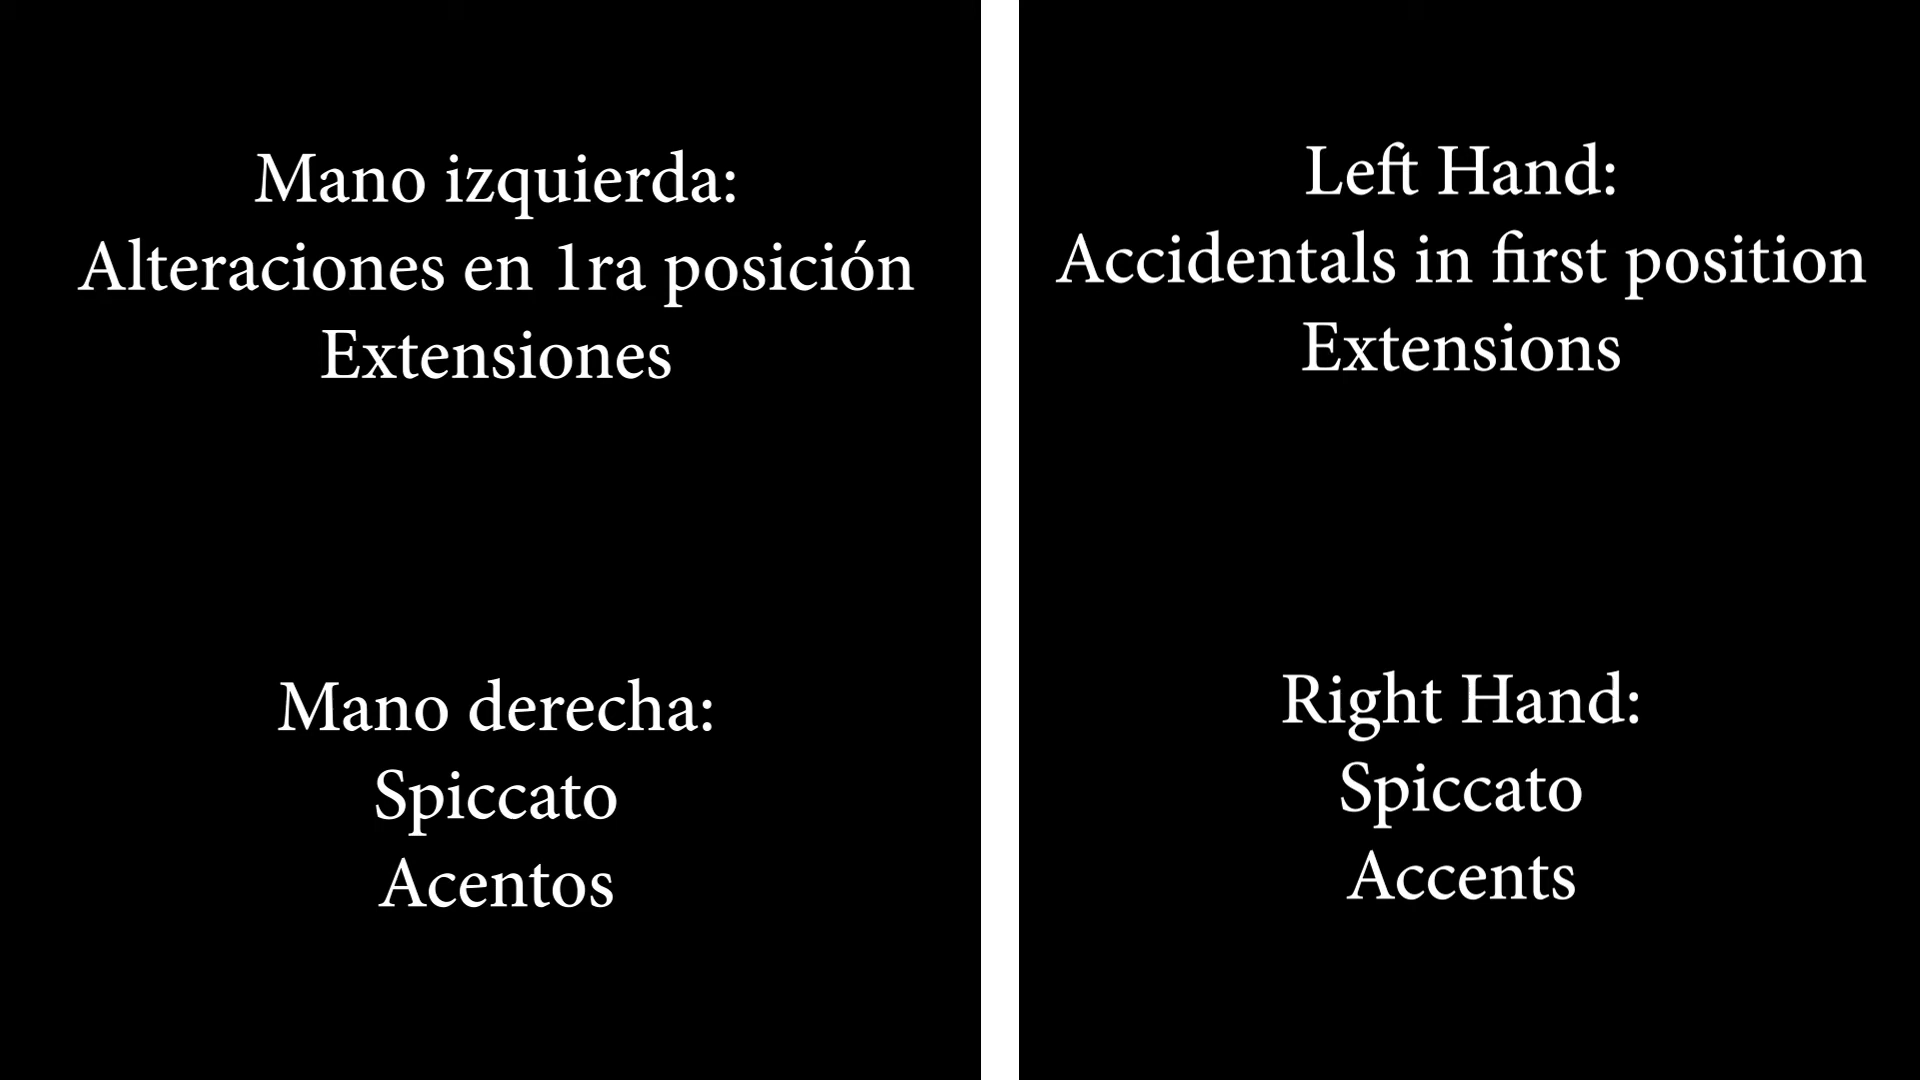 Mano izquierda:
Alteraciones en 1ra posición
Extensiones
Mano derecha:
Spiccato
Acentos
Left Hand:
Accidentals in first position
Extensions
Right Hand:
Spiccato
Accents